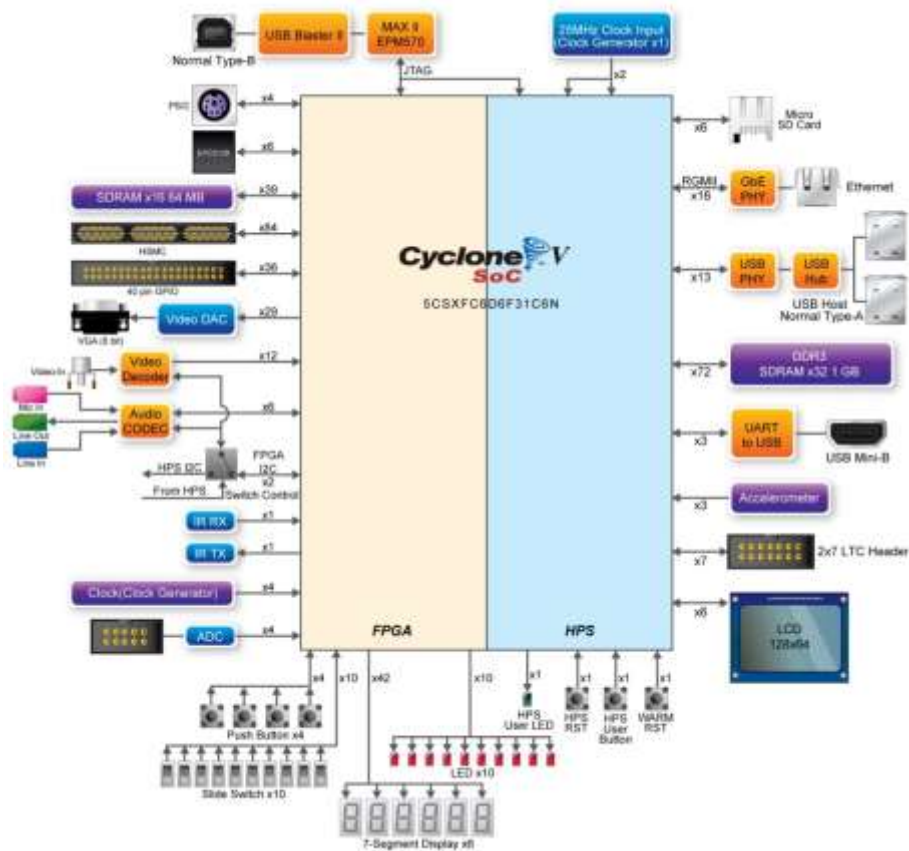 USB Blaster II
MAX II
EPM570
25MHz Clock Input
(Clock Generator x1)
Normal Type-B
JTAG
x2
x4
x6
Micro
SD Card
x6
SDRAM x16 64 MB
x39
RGMII
x16
GbE
PHY
Ethernet
x84
HSMC
x36
40 pin GPIO
Cyclone V
SoC
5CSXFC6D6F31C6N
x13
USB
PHY
USB
Hub
USB Host
Normal Type-A
Video DAC
x29
VGA (8 bit)
Video-In
Video
Decoder
x12
x72
DDR3
SDRAM x32 1 GB
Mic In
Line Out
Line In
Audio
CODEC
x6
x3
UART
to USB
USB Mini-B
HPS I2C
From HPS
FPGA
I2C
x2
Switch Control
x3
Accelerometer
IR RX
x1
IR TX
x1
x7
2x7 LTC Header
Clock(Clock Generator)
x4
x6
LCD
128x64
ADC
x4
FPGA
HPS
x4
x10
x42
x10
x1
x1
x1
x1
HPS
User LED
HPS
RST
HPS
User
Button
WARM
RST
Push Button x4
LED x10
Slide Switch x10
7-Segment Display x6